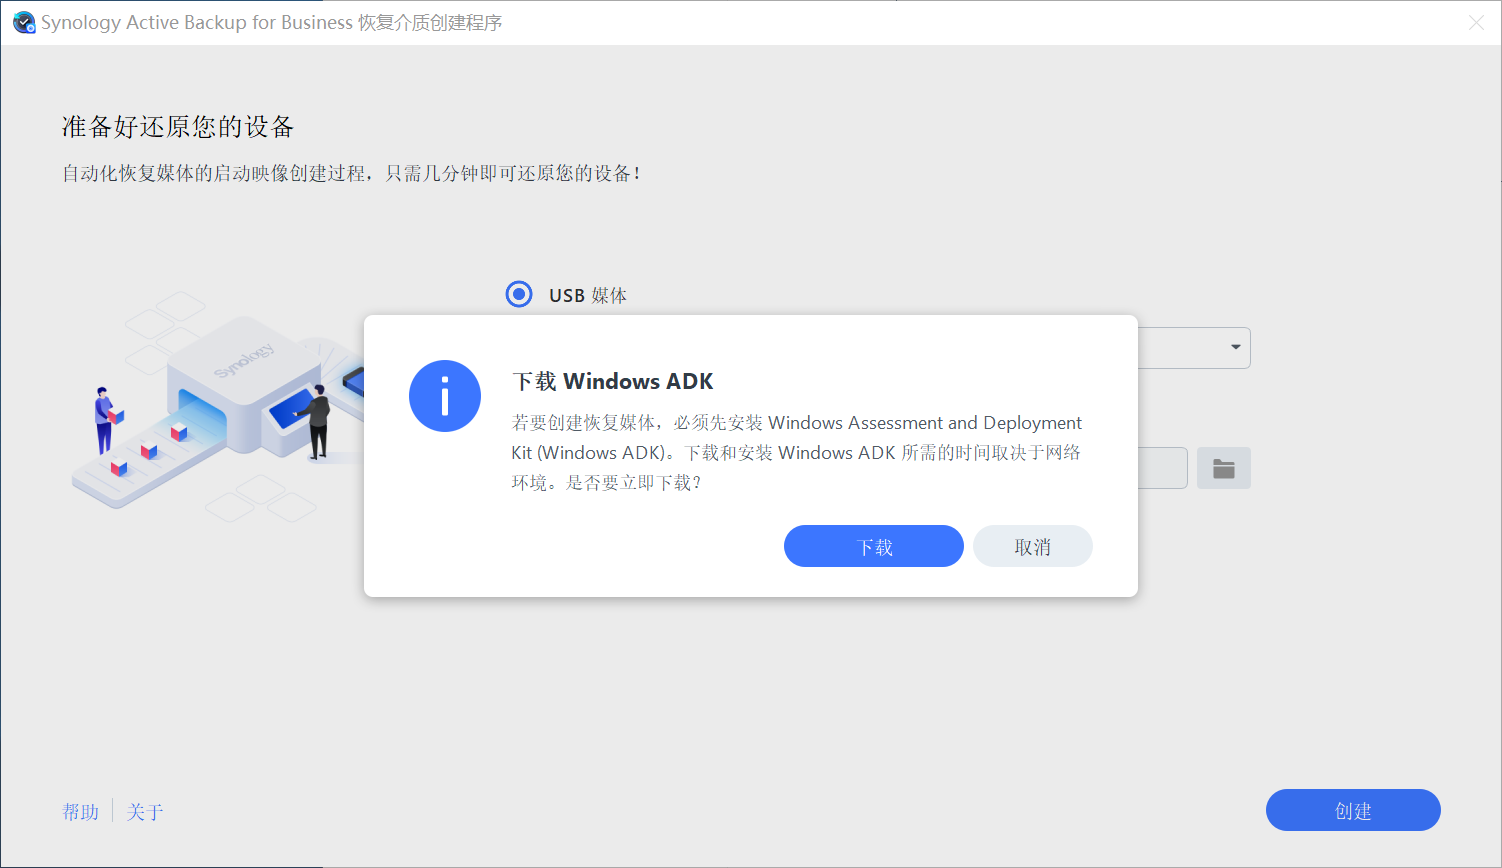 Synology Active Backup for Business 恢复介质创建程序
准备好还原您的设备
自动化恢复媒体的启动映像创建过程，只需几分钟即可还原您的设备！
USB 媒体
Synology
下载 Windows ADK
若要创建恢复媒体，必须先安装 Windows Assessment and Deployment
Kit (Windows ADK)。下载和安装 Windows ADK 所需的时间取决于网络
环境。是否要立即下载？
下载
取消
帮助
关于
创建